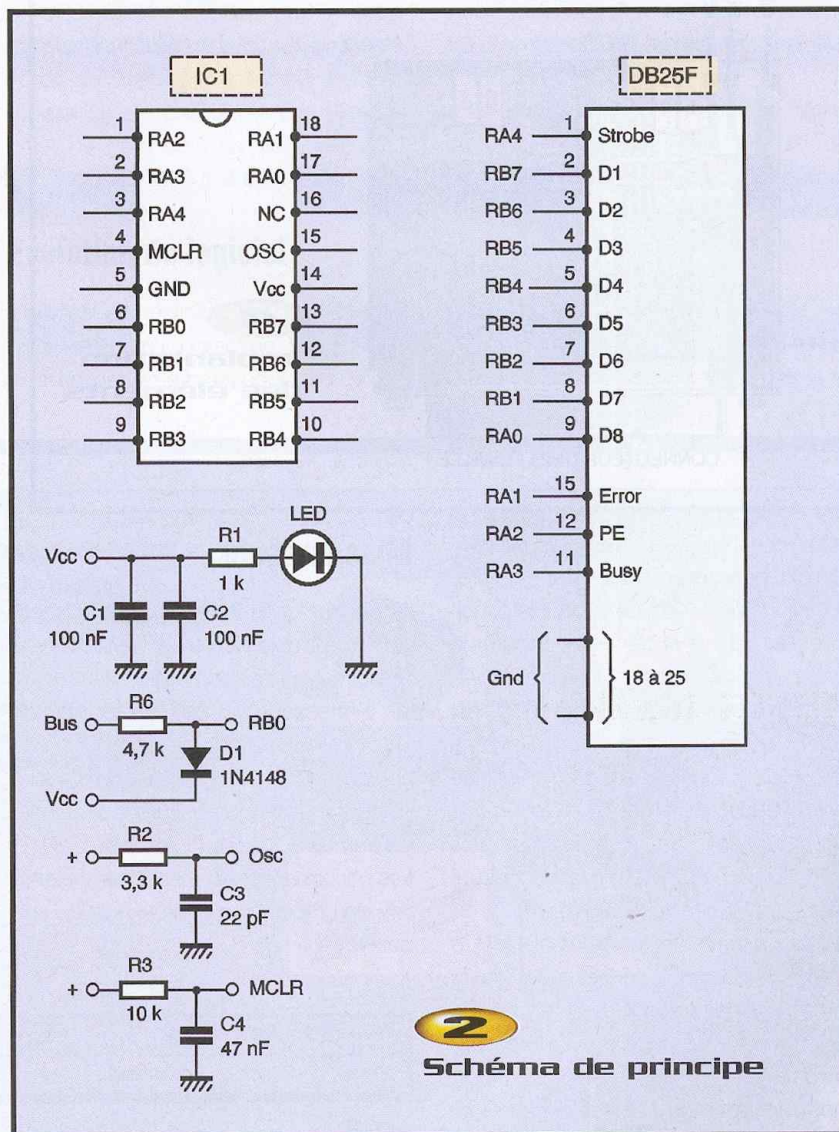 IC1
1 RA2 RA1 18
2 RA3 RA0 17
3 RA4 NC 16
4 MCLR OSC 15
5 GND Vcc 14
6 RB0 RB7 13
7 RB1 RB6 12
8 RB2 RB5 11
9 RB3 RB4 10
DB25F
RA4 1 Strobe
RB7 2 D1
RB6 3 D2
RB5 4 D3
RB4 5 D4
RB3 6 D5
RB2 7 D6
RB1 8 D7
RA0 9 D8
RA1 15 Error
RA2 12 PE
RA3 11 Busy
Gnd 18 à 25
LED
R1
Vcc
1 k
C1
100 nF
C2
100 nF
R6
Bus RB0
4,7 k
D1
1N4148
Vcc
R2
+ Osc
3,3 k
C3
22 pF
R3
+ MCLR
10 k
C4
47 nF
2
Schéma de principe